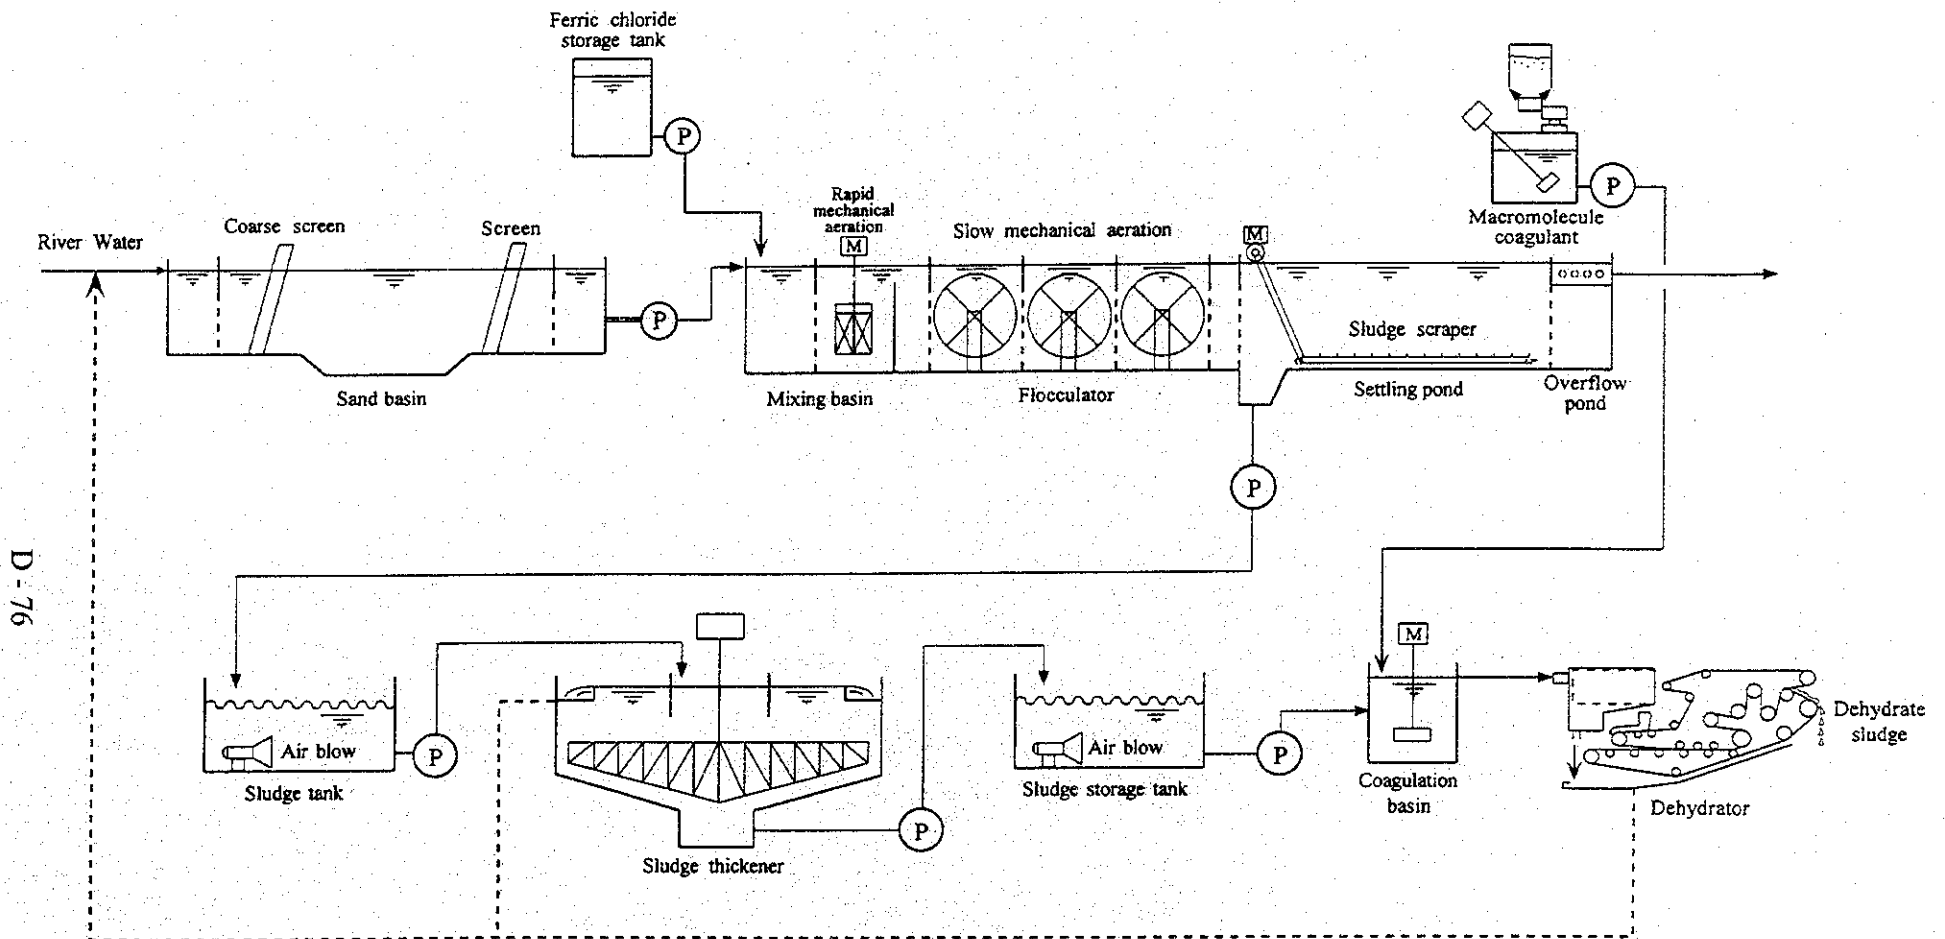 Ferric chloride
storage tank
P
Rapid
mechanical
aeration
M
Coarse screen
Screen
River Water
Slow mechanical aeration
M
P
Macromolecule
coagulant
P
Sludge scraper
Sand basin
Mixing basin
Flocculator
Settling pond
Overflow
pond
P
D - 76
M
Air blow
P
Sludge tank
Sludge thickener
P
Air blow
P
Sludge storage tank
Coagulation
basin
Dehydrate
sludge
Dehydrator